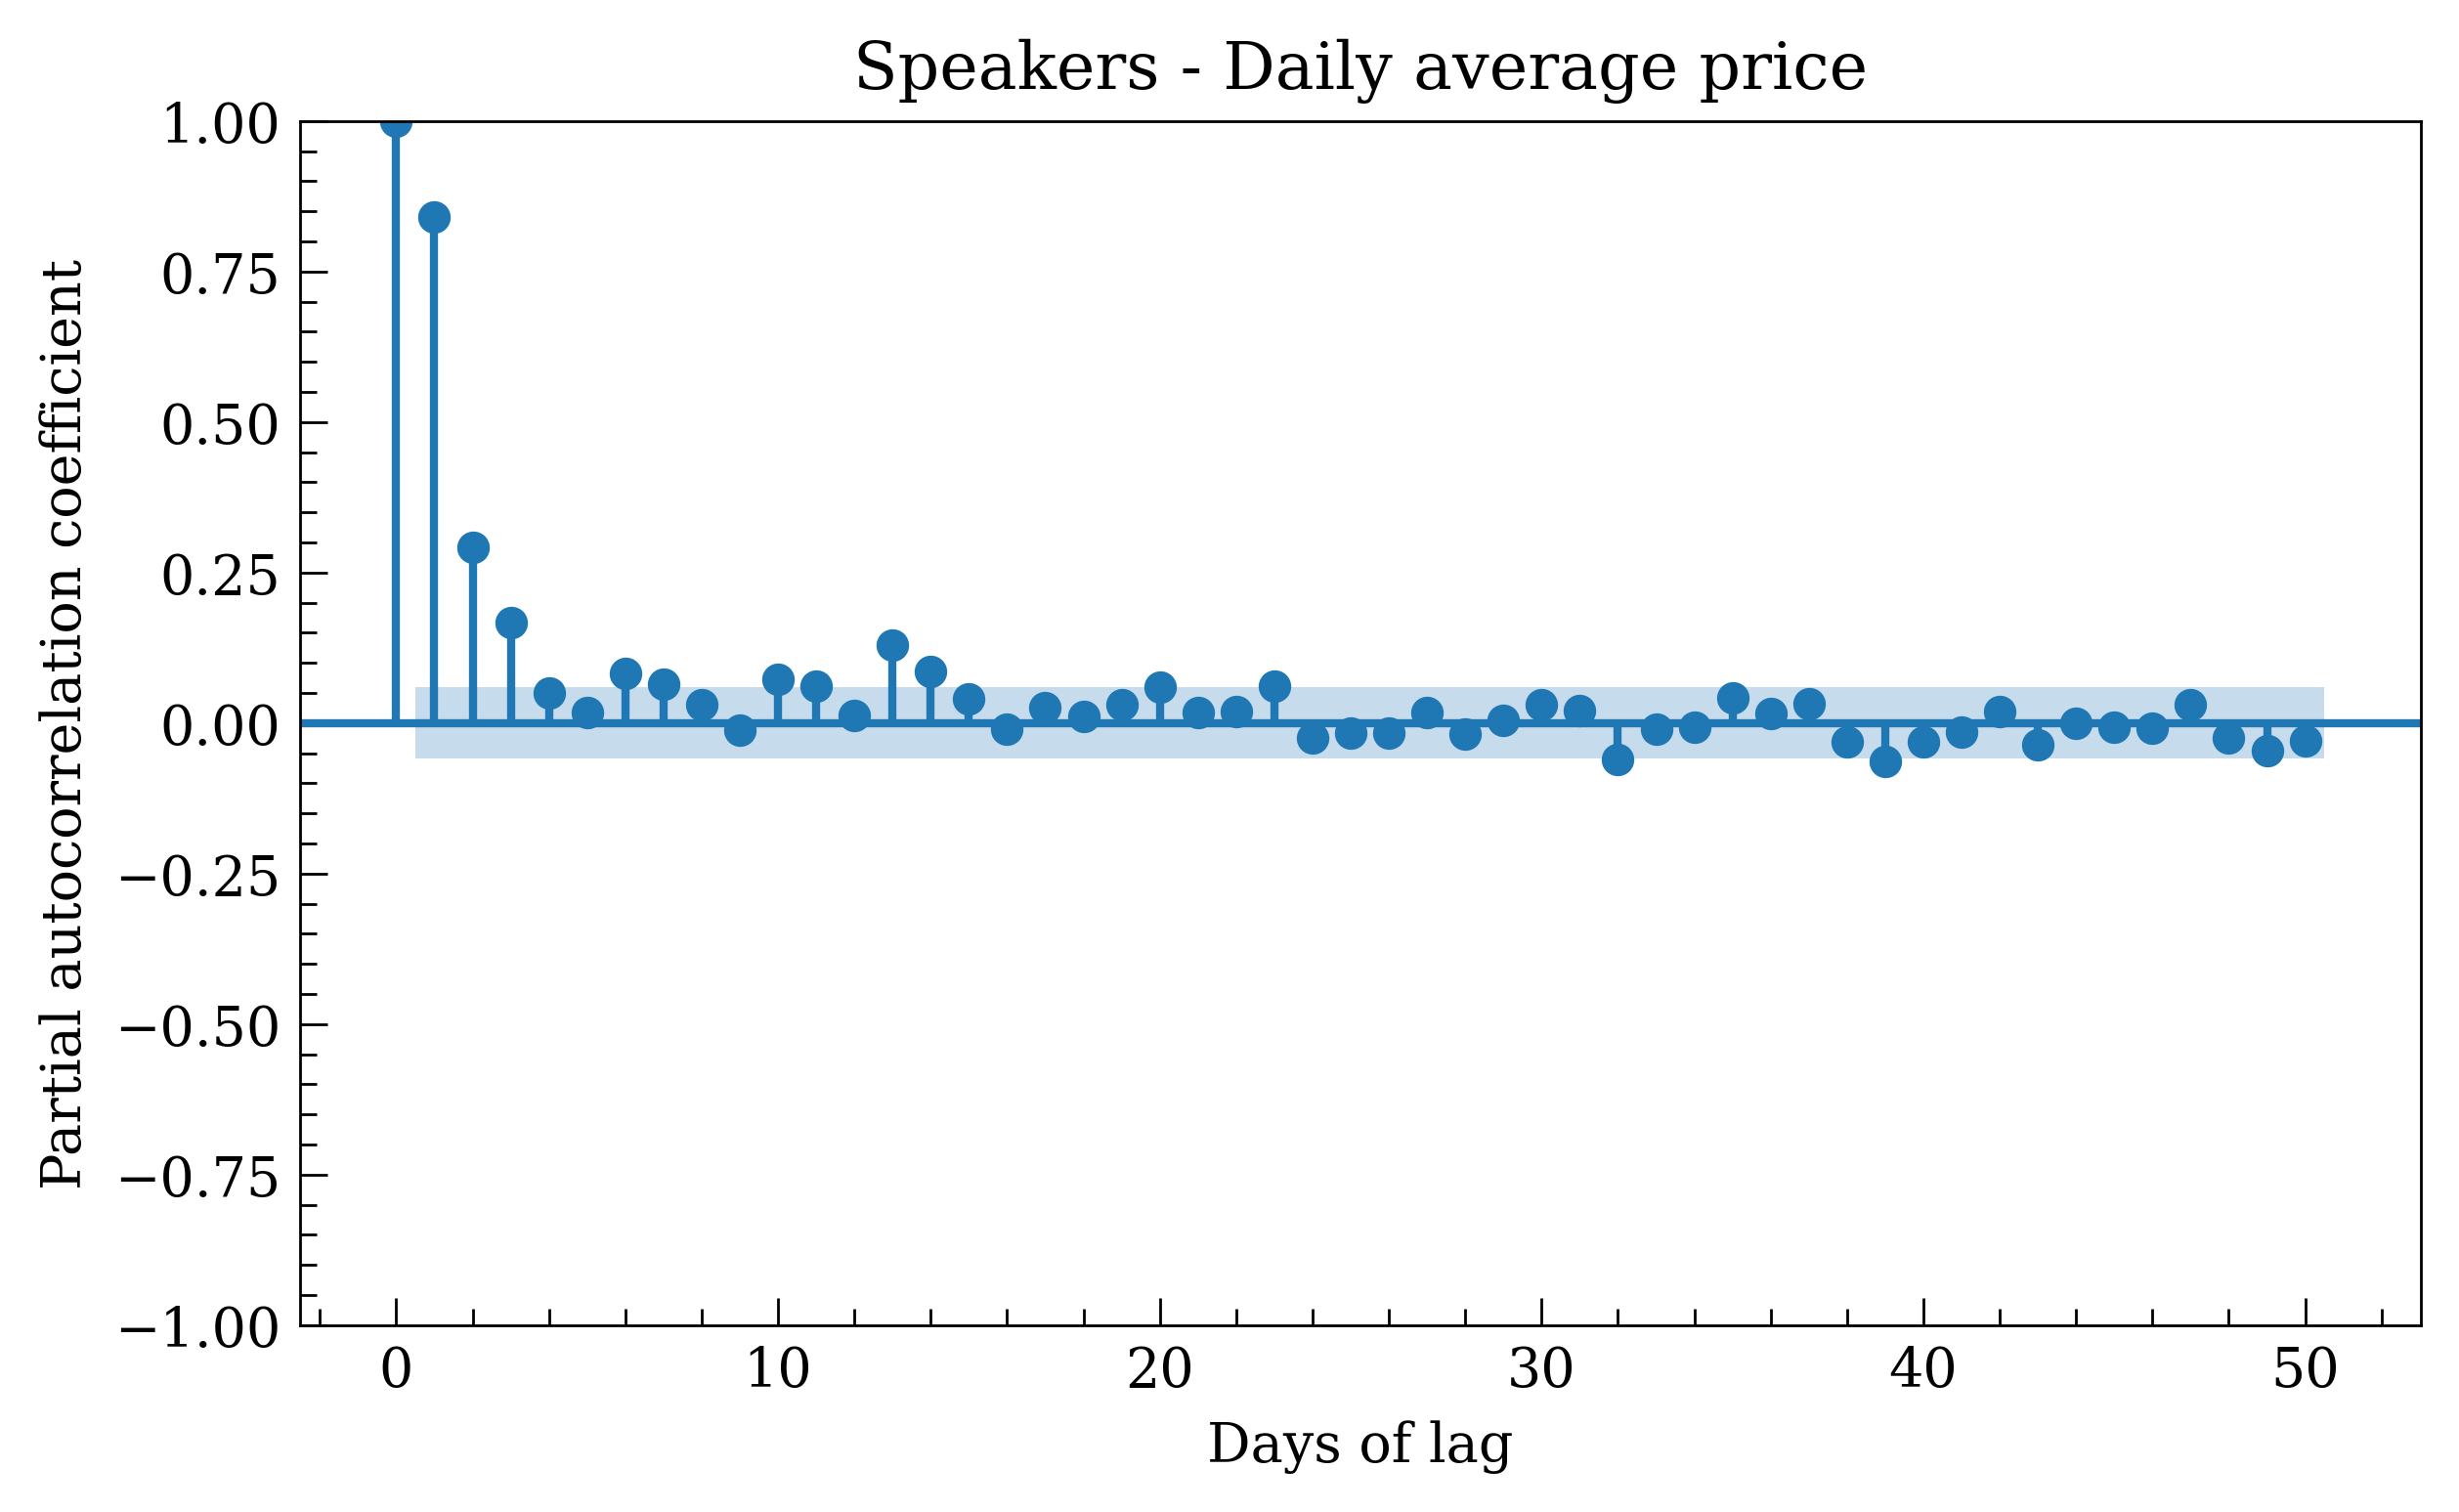 Speakers - Daily average price
Partial autocorrelation coefficient
1.00
0.75
0.50
0.25
0.00
−0.25
−0.50
−0.75
−1.00
0 10 20 30 40 50
Days of lag